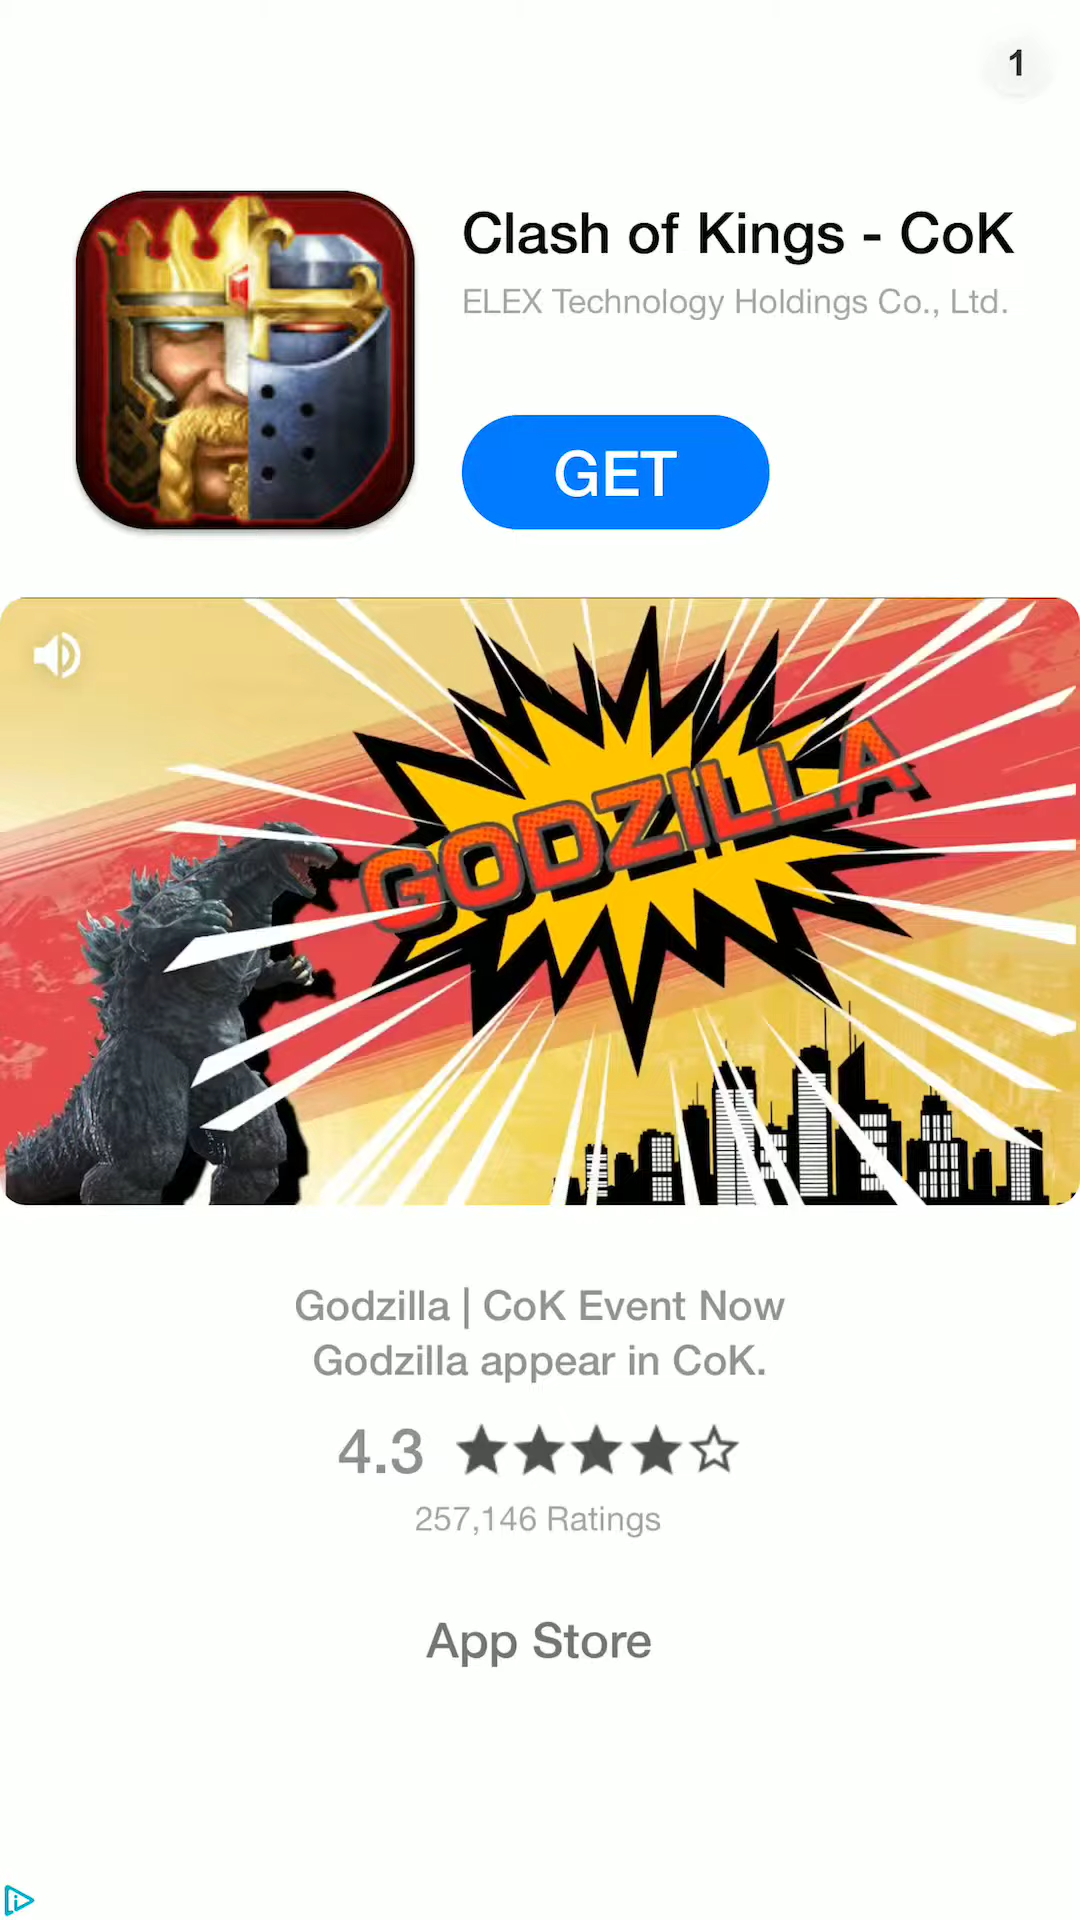 1
Clash of Kings - CoK
ELEX Technology Holdings Co., Ltd.
GET
GODZILLA
Godzilla | CoK Event Now
Godzilla appear in CoK.
4.3
257,146 Ratings
App Store